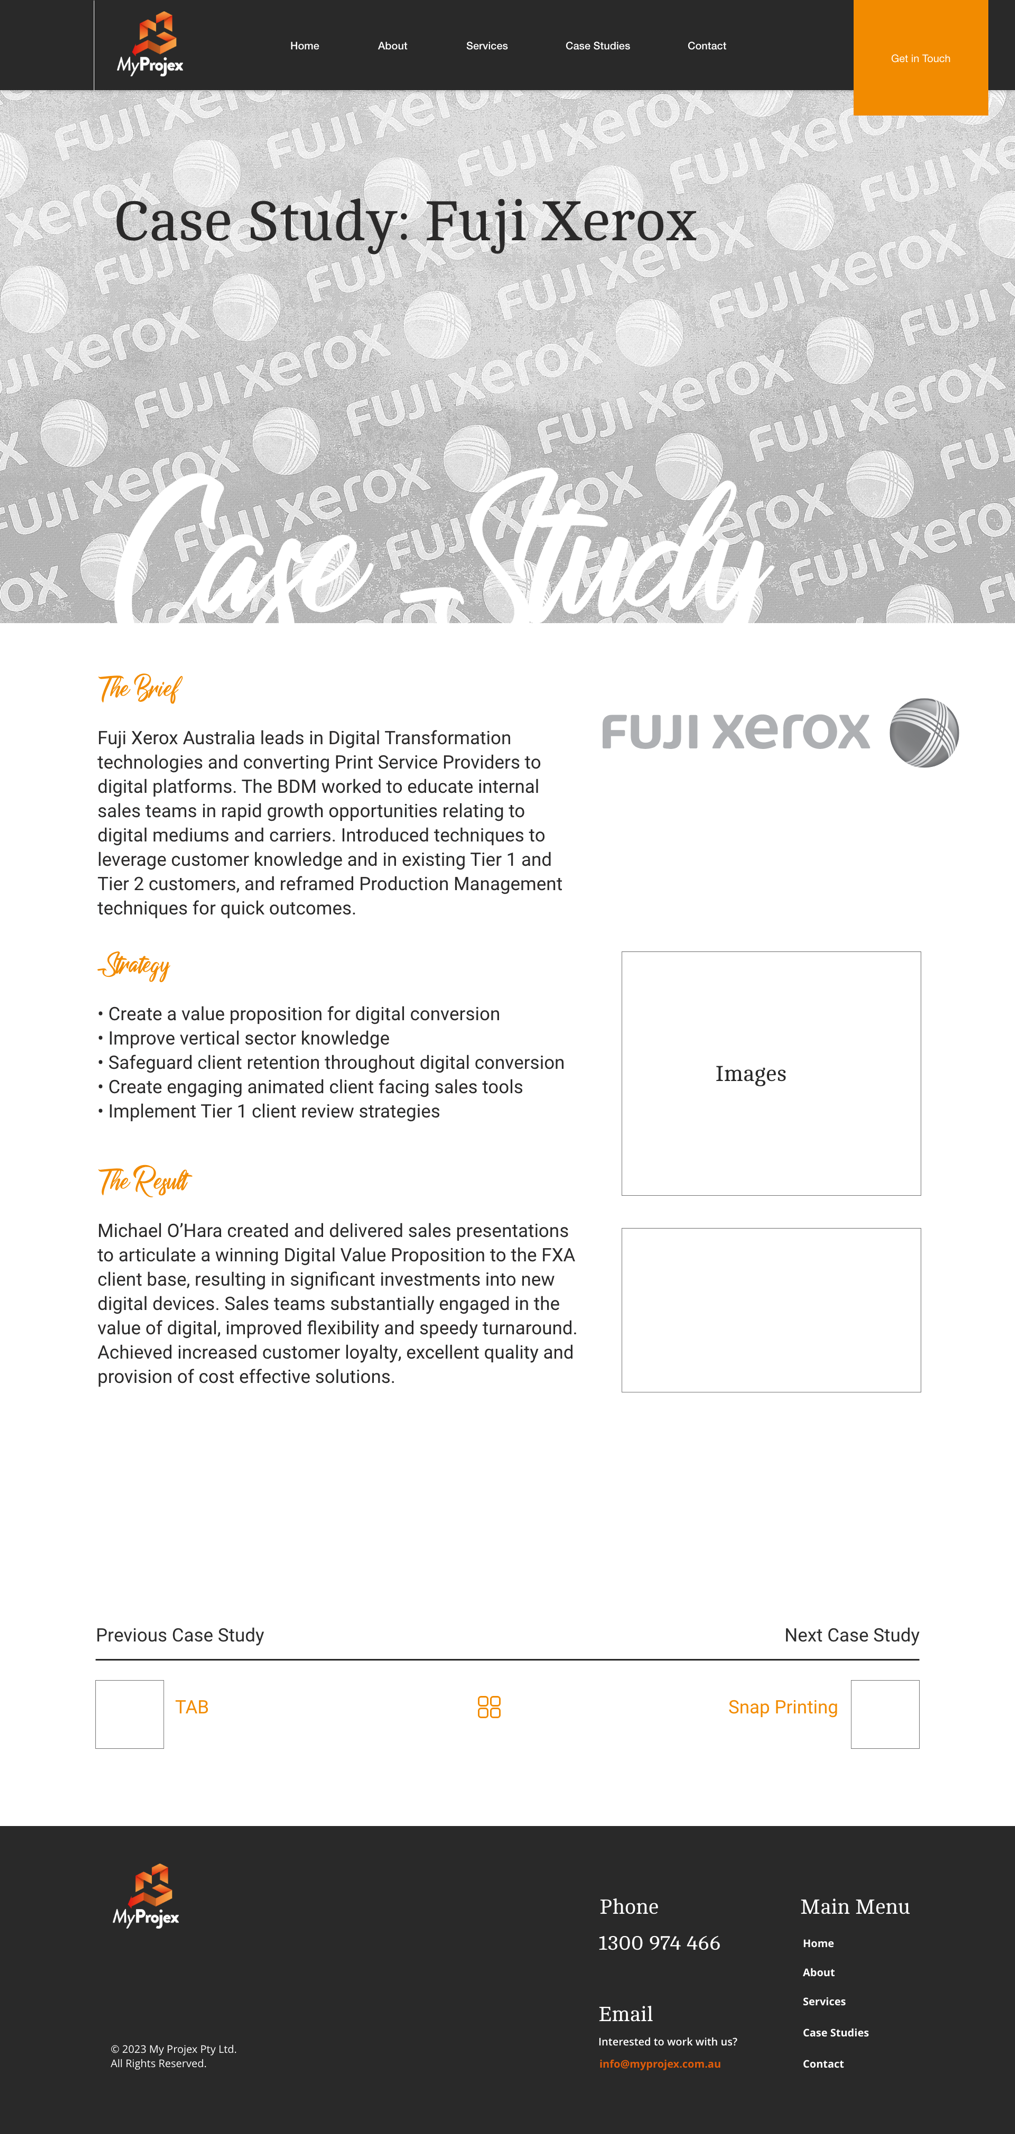 MyProjex
Home
About
Services
Case Studies
Contact
Get in Touch
Case Study: Fuji Xerox
Case Study
The Brief
FUJI xerox
Fuji Xerox Australia leads in Digital Transformation
technologies and converting Print Service Providers to
digital platforms. The BDM worked to educate internal
sales teams in rapid growth opportunities relating to
digital mediums and carriers. Introduced techniques to
leverage customer knowledge and in existing Tier 1 and
Tier 2 customers, and reframed Production Management
techniques for quick outcomes.
Strategy
• Create a value proposition for digital conversion
• Improve vertical sector knowledge
• Safeguard client retention throughout digital conversion
• Create engaging animated client facing sales tools
• Implement Tier 1 client review strategies
Images
The Result
Michael O’Hara created and delivered sales presentations
to articulate a winning Digital Value Proposition to the FXA
client base, resulting in significant investments into new
digital devices. Sales teams substantially engaged in the
value of digital, improved flexibility and speedy turnaround.
Achieved increased customer loyalty, excellent quality and
provision of cost effective solutions.
Previous Case Study
Next Case Study
TAB
Snap Printing
MyProjex
© 2023 My Projex Pty Ltd.
All Rights Reserved.
Phone
1300 974 466
Email
Interested to work with us?
info@myprojex.com.au
Main Menu
Home
About
Services
Case Studies
Contact